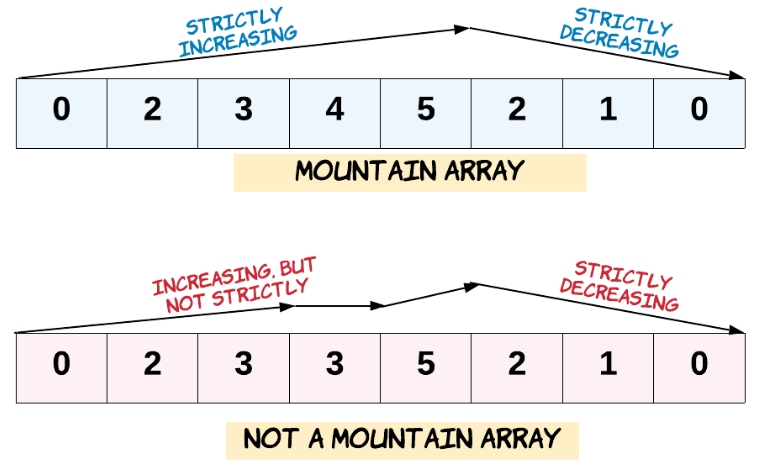 STRICTLY
INCREASING
STRICTLY
DECREASING
0 2 3 4 5 2 1 0
MOUNTAIN ARRAY
INCREASING, BUT
NOT STRICTLY
STRICTLY
DECREASING
0 2 3 3 5 2 1 0
NOT A MOUNTAIN ARRAY